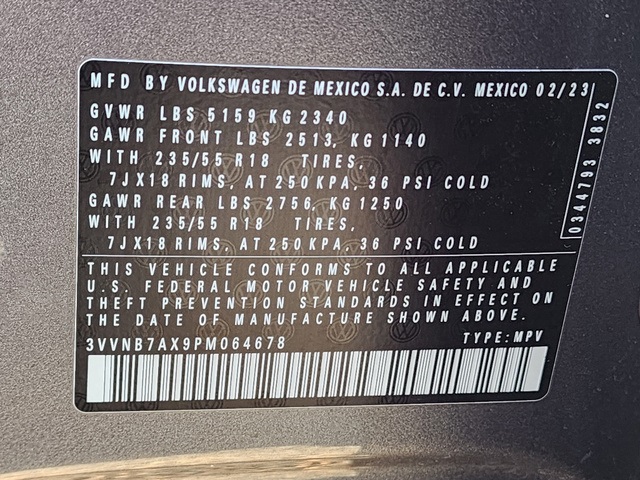 MFD BY VOLKSWAGEN DE MEXICO S.A. DE C.V. MEXICO 02/23
GVWR LBS 5159 KG 2340
GAWR FRONT LBS 2513, KG 1140
WITH 235/55 R18 TIRES,
7JX18 RIMS, AT 250 KPA, 36 PSI COLD
GAWR REAR LBS 2756, KG 1250
WITH 235/55 R18 TIRES,
7JX18 RIMS, AT 250 KPA, 36 PSI COLD
0344793 3832
THIS VEHICLE CONFORMS TO ALL APPLICABLE
U.S. FEDERAL MOTOR VEHICLE SAFETY AND
THEFT PREVENTION STANDARDS IN EFFECT ON
THE DATE OF MANUFACTURE SHOWN ABOVE.
3VVNB7AX9PM064678 TYPE: MPV